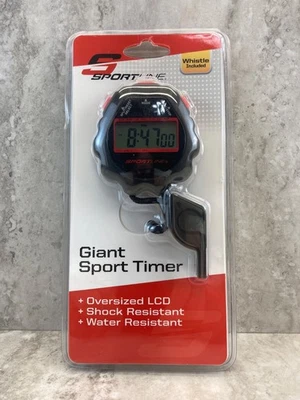 SPORTLINE
Whistle
Included
8:47 00
SPORTLINE
Giant
Sport Timer
+ Oversized LCD
+ Shock Resistant
+ Water Resistant